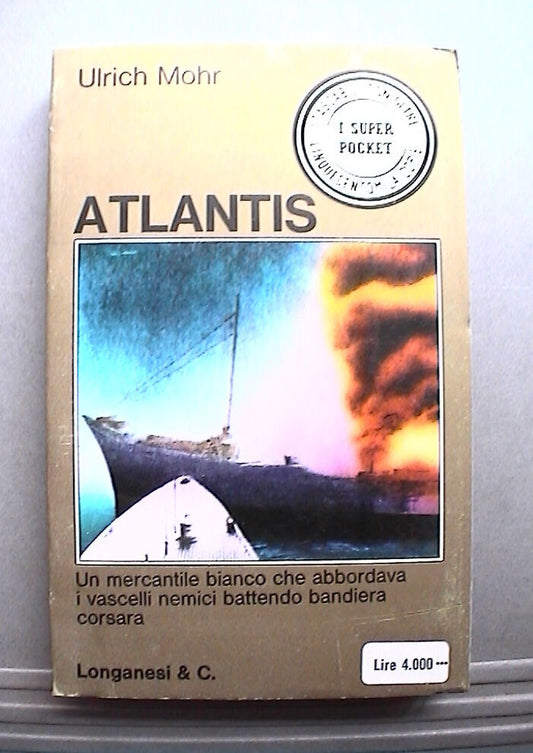 Ulrich Mohr
I SUPER
POCKET
ATLANTIS
Un mercantile bianco che abbordava
i vascelli nemici battendo bandiera
corsara
Longanesi & C.
Lire 4.000